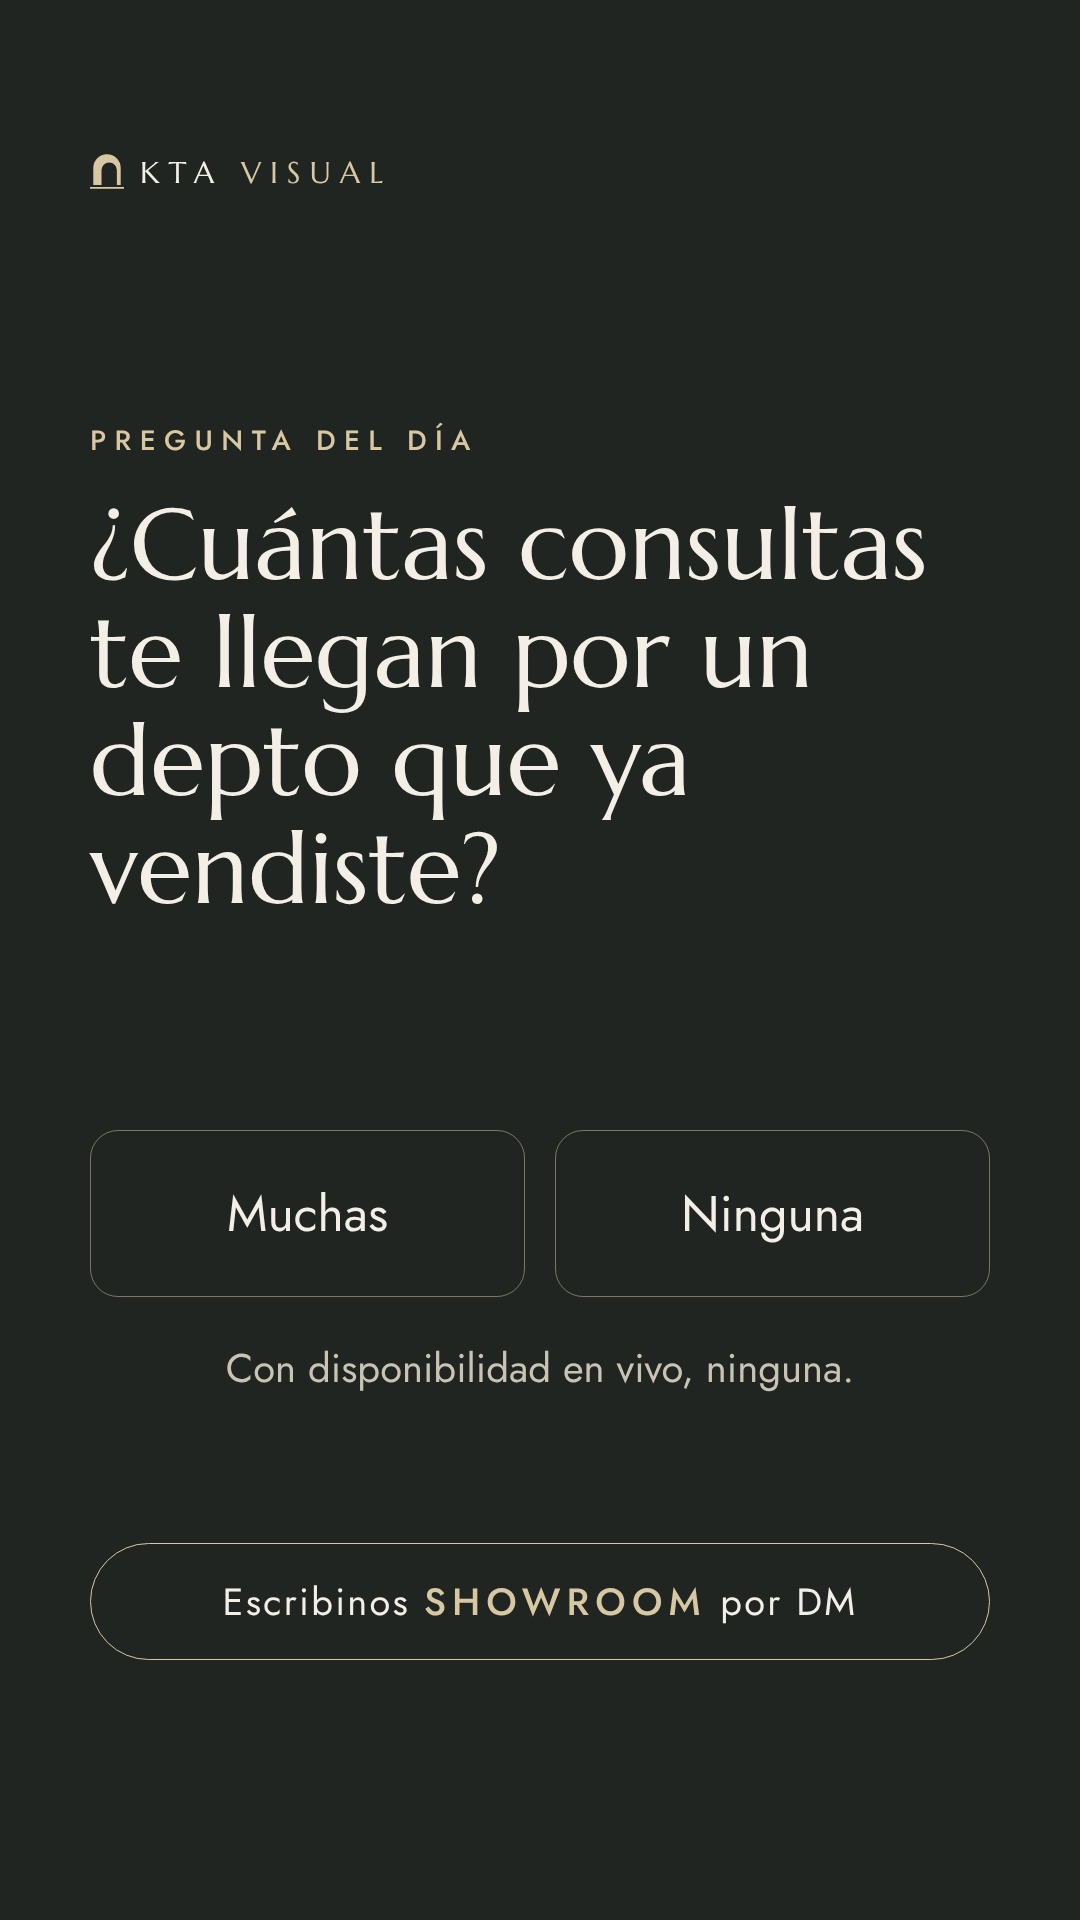 KTA VISUAL
PREGUNTA DEL DÍA
¿Cuántas consultas
te llegan por un
depto que ya
vendiste?
Muchas
Ninguna
Con disponibilidad en vivo, ninguna.
Escribinos SHOWROOM por DM